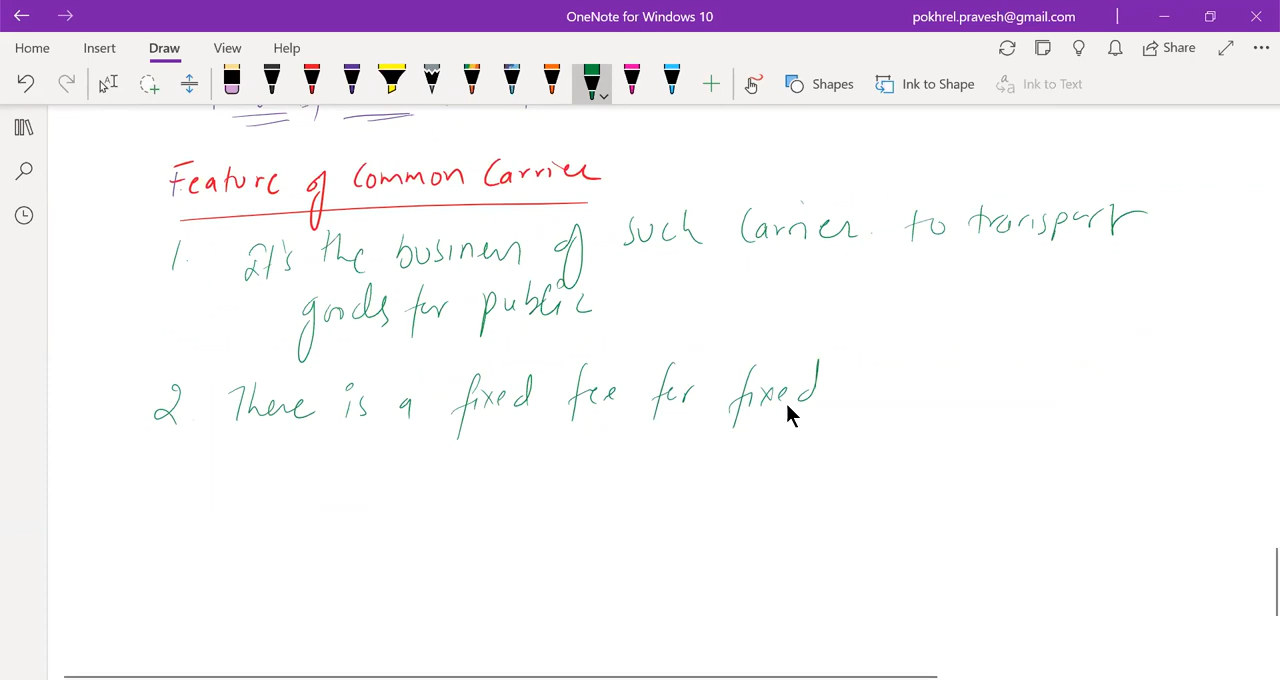 OneNote for Windows 10
pokhrel.pravesh@gmail.com
Home Insert Draw View Help
Share
Shapes Ink to Shape Ink to Text
Feature of Common Carrier
1. It's the business of such Carrier. to transpart
goods for public
2. There is a fixed fee for fixed